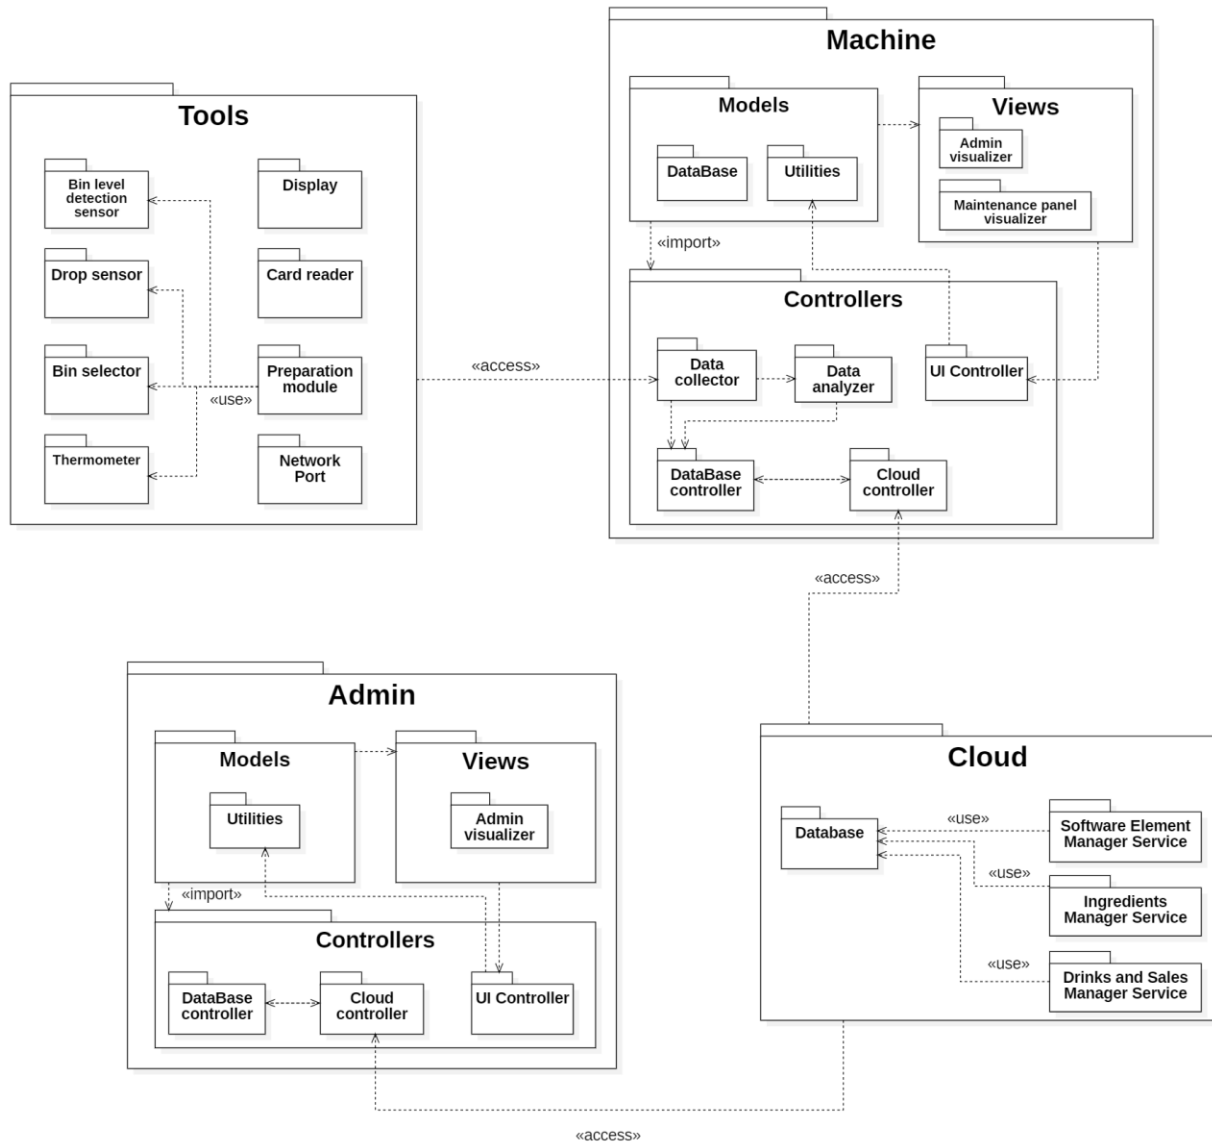 Machine
Models
DataBase
Utilities
Views
Admin
visualizer
Maintenance panel
visualizer
«import»
Controllers
Data
collector
Data
analyzer
UI Controller
DataBase
controller
Cloud
controller
Tools
Bin level
detection
sensor
Display
Drop sensor
Card reader
Bin selector
Preparation
module
«use»
Thermometer
Network
Port
«access»
«access»
Admin
Models
Utilities
Views
Admin
visualizer
«import»
Controllers
DataBase
controller
Cloud
controller
UI Controller
Cloud
Database
«use»
Software Element
Manager Service
«use»
Ingredients
Manager Service
«use»
Drinks and Sales
Manager Service
«access»